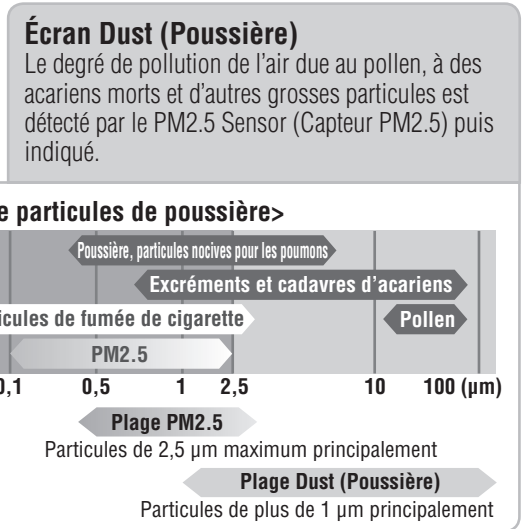 Écran Dust (Poussière)
Le degré de pollution de l'air due au pollen, à des
acariens morts et d'autres grosses particules est
détecté par le PM2.5 Sensor (Capteur PM2.5) puis
indiqué.
e particules de poussière>
Poussière, particules nocives pour les poumons
Excréments et cadavres d'acariens
icules de fumée de cigarette
Pollen
PM2.5
0,1 0,5 1 2,5 10 100 (µm)
Plage PM2.5
Particules de 2,5 µm maximum principalement
Plage Dust (Poussière)
Particules de plus de 1 µm principalement